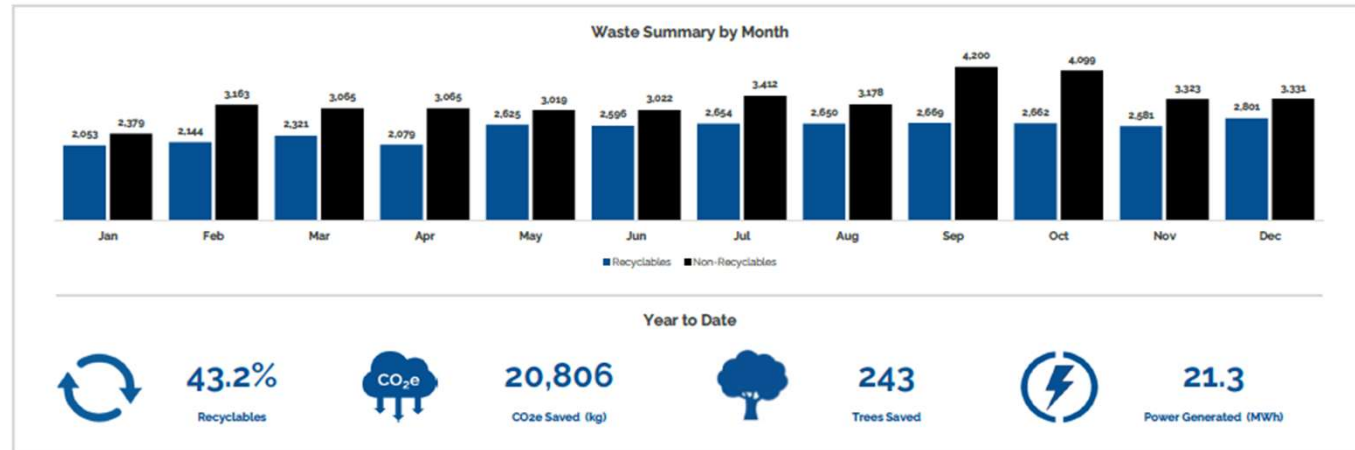 Waste Summary by Month
2,053 2,379 2,144 3,163 2,321 3,065 2,079 3,065 2,625 3,019 2,596 3,022 2,654 3,412 2,650 3,178 2,669 4,200 2,662 4,099 2,581 3,323 2,801 3,331
Jan Feb Mar Apr May Jun Jul Aug Sep Oct Nov Dec
Recyclables Non-Recyclables
Year to Date
CO₂e
43.2% 20,806 243 21.3
Recyclables CO2e Saved (kg) Trees Saved Power Generated (MWh)